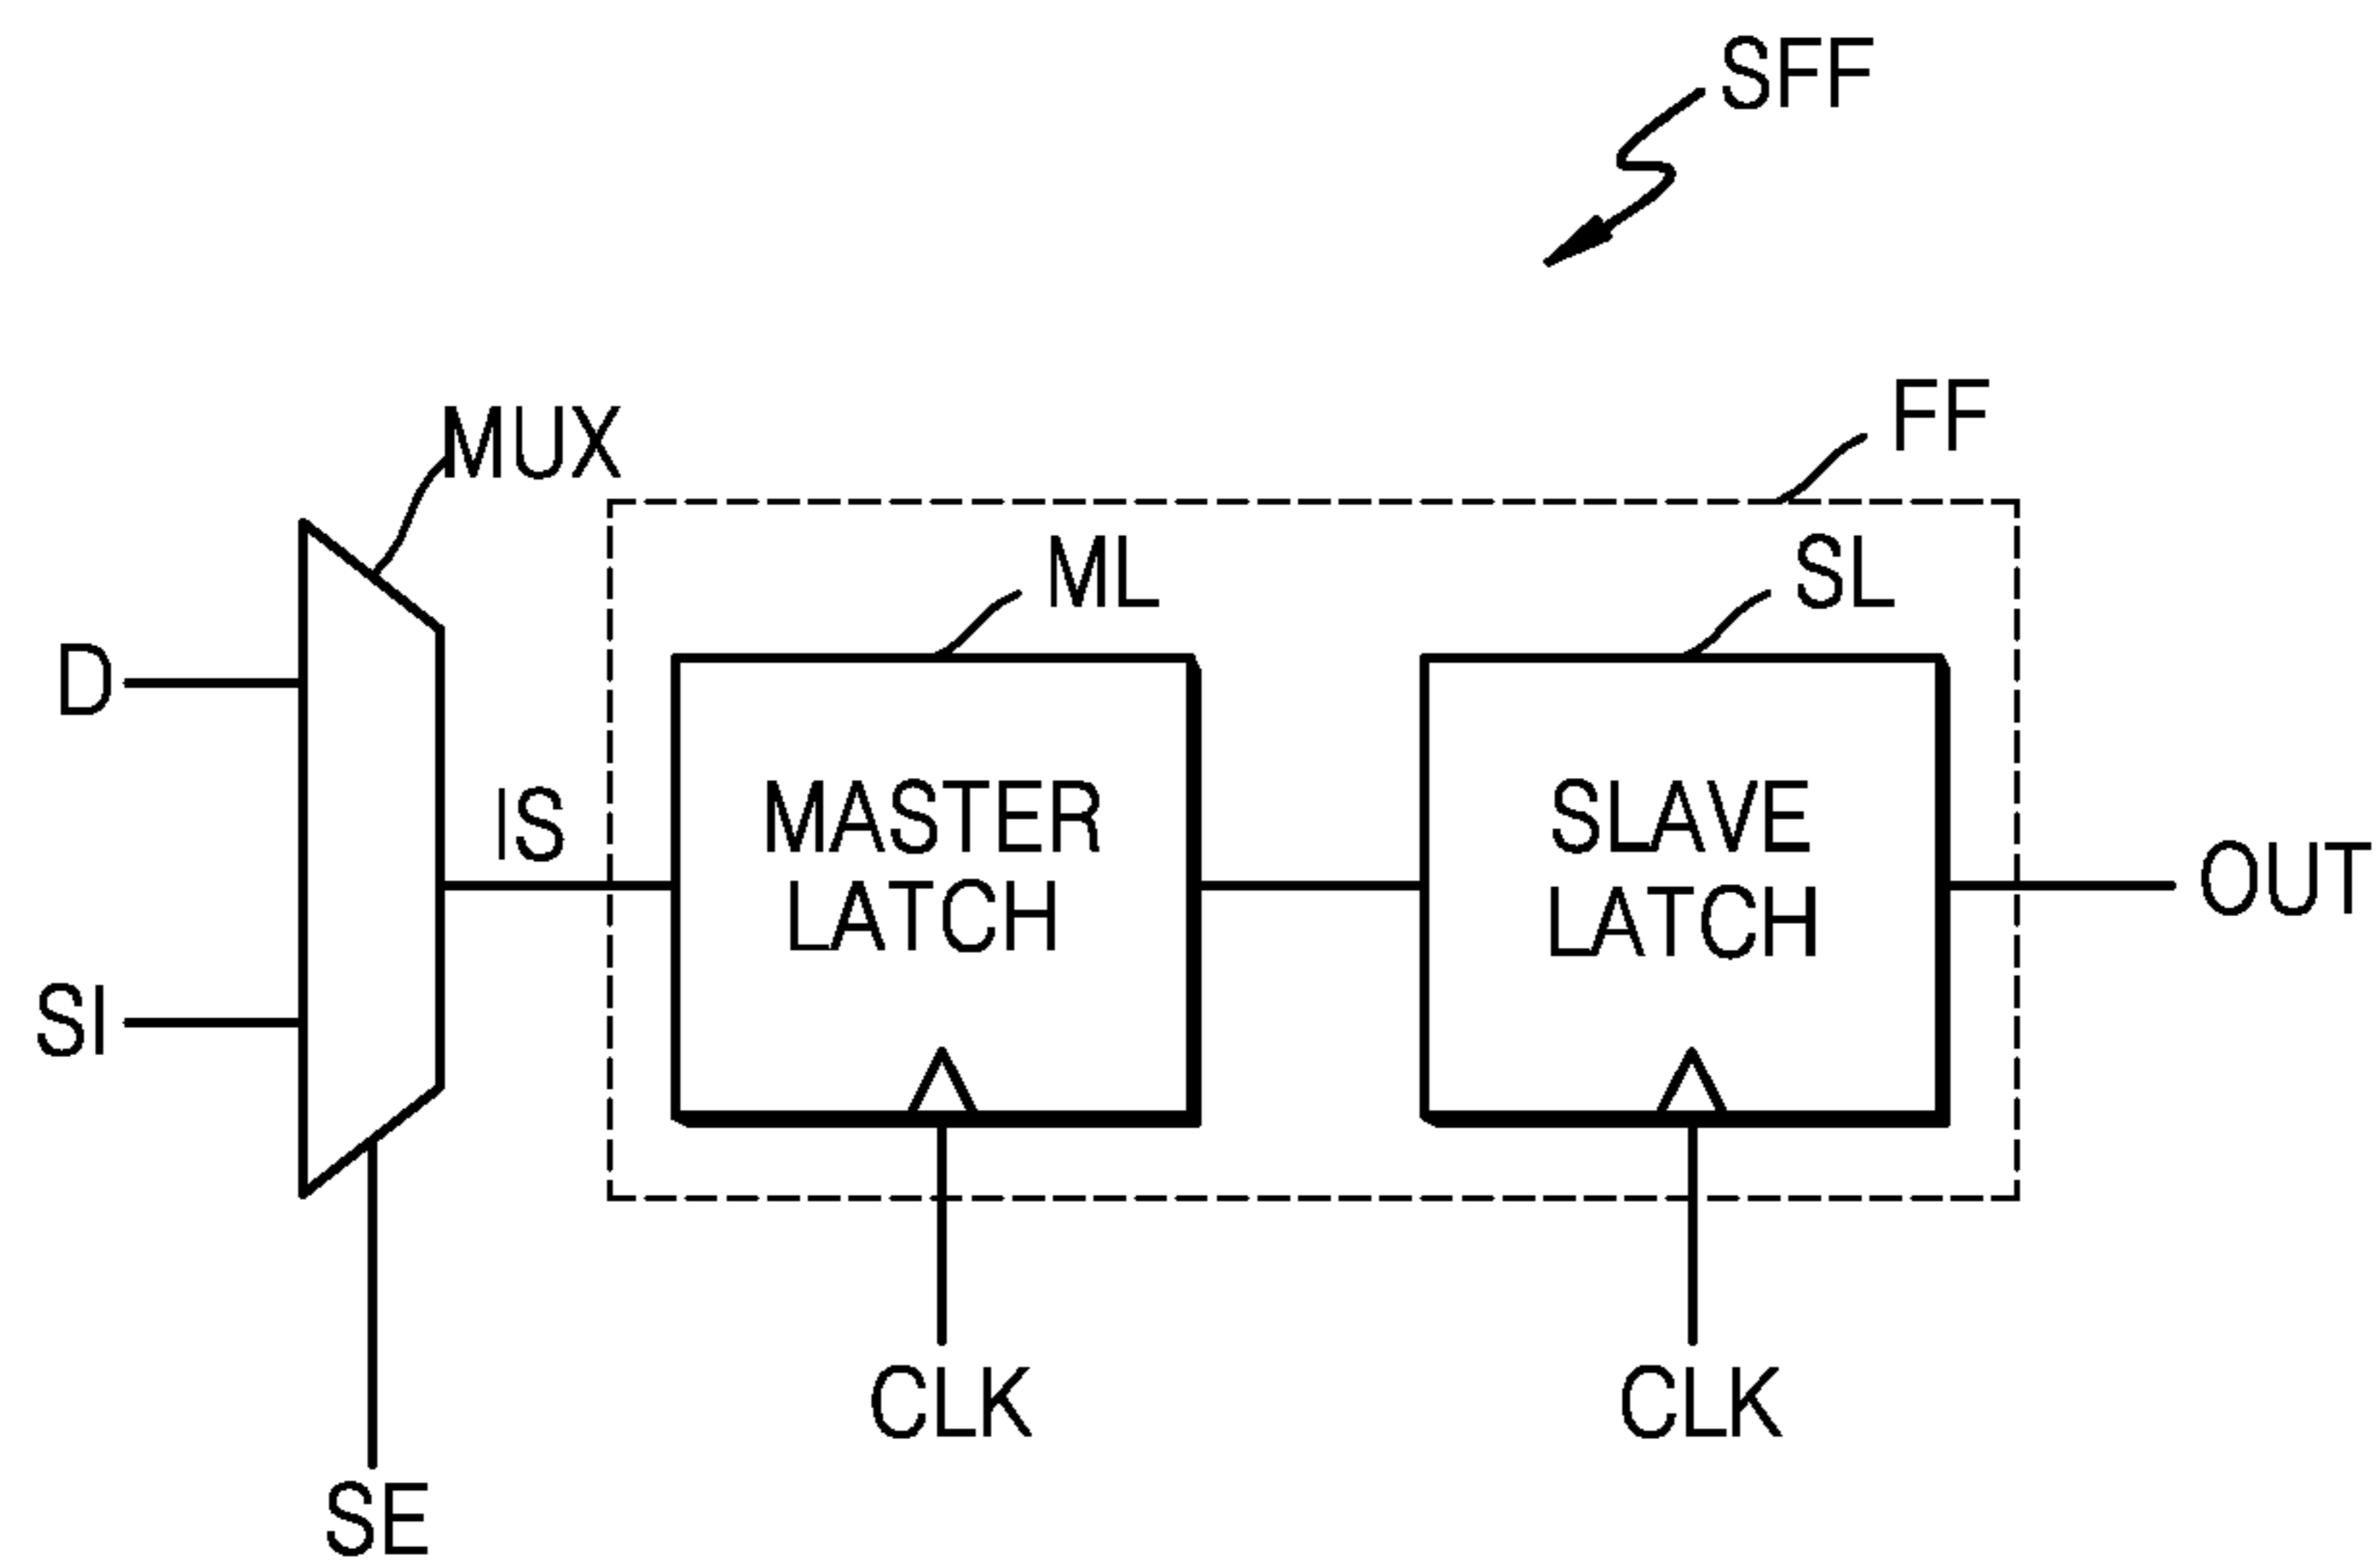 SFF
MUX
FF
ML
SL
D
IS
MASTER
LATCH
SLAVE
LATCH
OUT
SI
CLK
CLK
SE